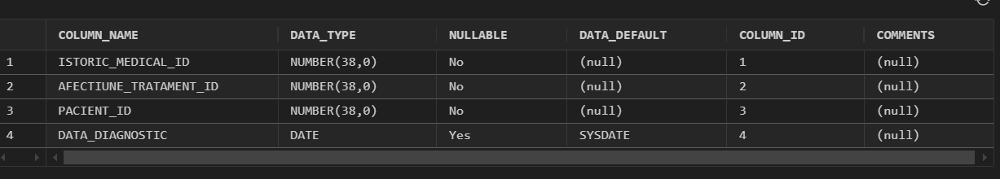 COLUMN_NAME DATA_TYPE NULLABLE DATA_DEFAULT COLUMN_ID COMMENTS
1 ISTORIC_MEDICAL_ID NUMBER(38,0) No (null) 1 (null)
2 AFECTIUNE_TRATAMENT_ID NUMBER(38,0) No (null) 2 (null)
3 PACIENT_ID NUMBER(38,0) No (null) 3 (null)
4 DATA_DIAGNOSTIC DATE Yes SYSDATE 4 (null)